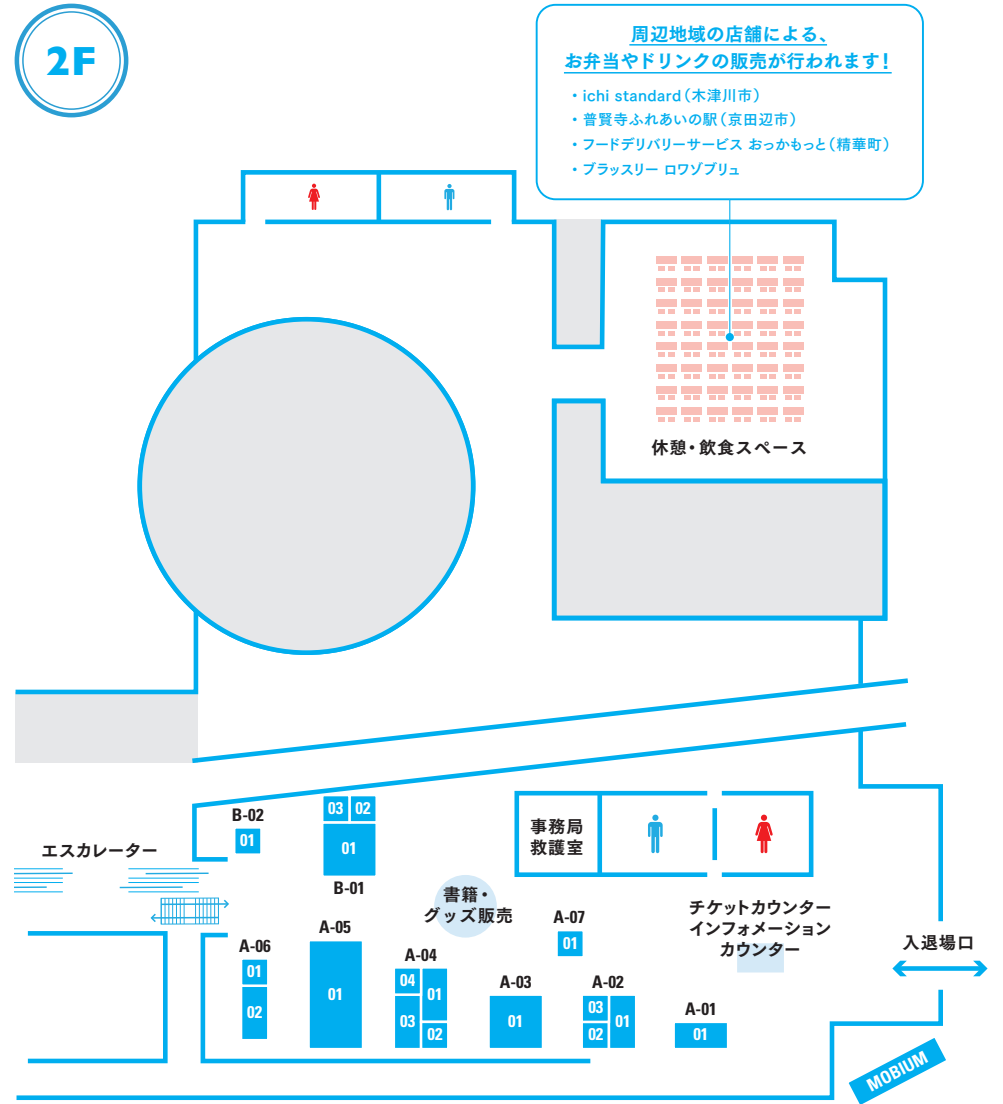 2F
周辺地域の店舗による、
お弁当やドリンクの販売が行われます！
・ichi standard（木津川市）
・普賢寺ふれあいの駅（京田辺市）
・フードデリバリーサービス おっかもっと（精華町）
・ブラッスリー ロワゾブリュ
休憩・飲食スペース
エスカレーター
B-02
01
03 02
01
B-01
事務局
救護室
書籍・
グッズ販売
チケットカウンター
インフォメーション
カウンター
入退場口
A-07
01
A-06
01
02
A-05
01
A-04
04
01
03
02
A-03
01
A-02
03
01
02
A-01
01
MOBIUM